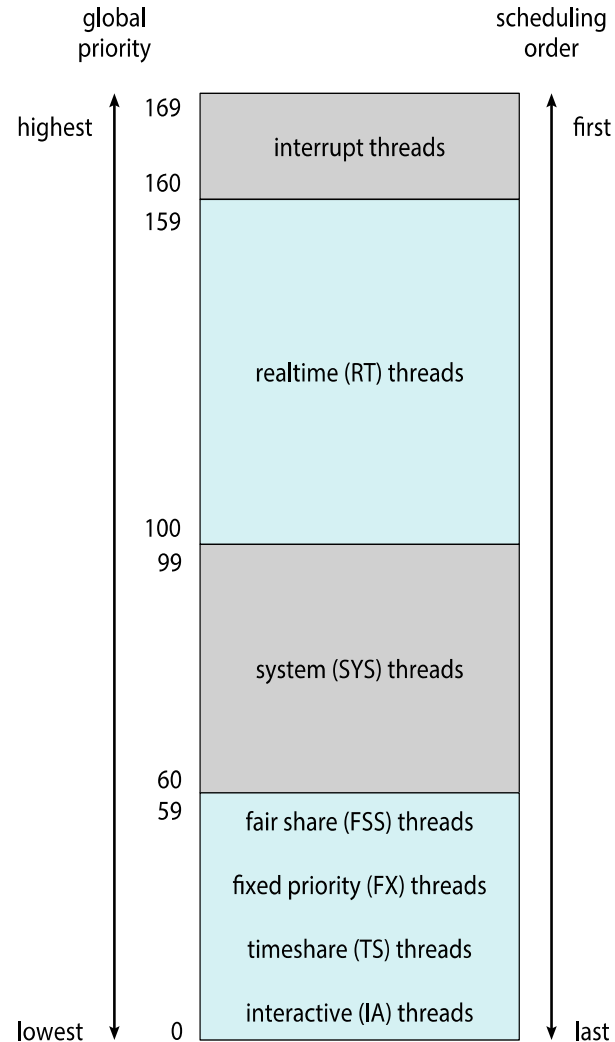 global
priority
scheduling
order
highest
169
interrupt threads
first
160
159
realtime (RT) threads
100
99
system (SYS) threads
60
59
fair share (FSS) threads
fixed priority (FX) threads
timeshare (TS) threads
interactive (IA) threads
lowest
0
last